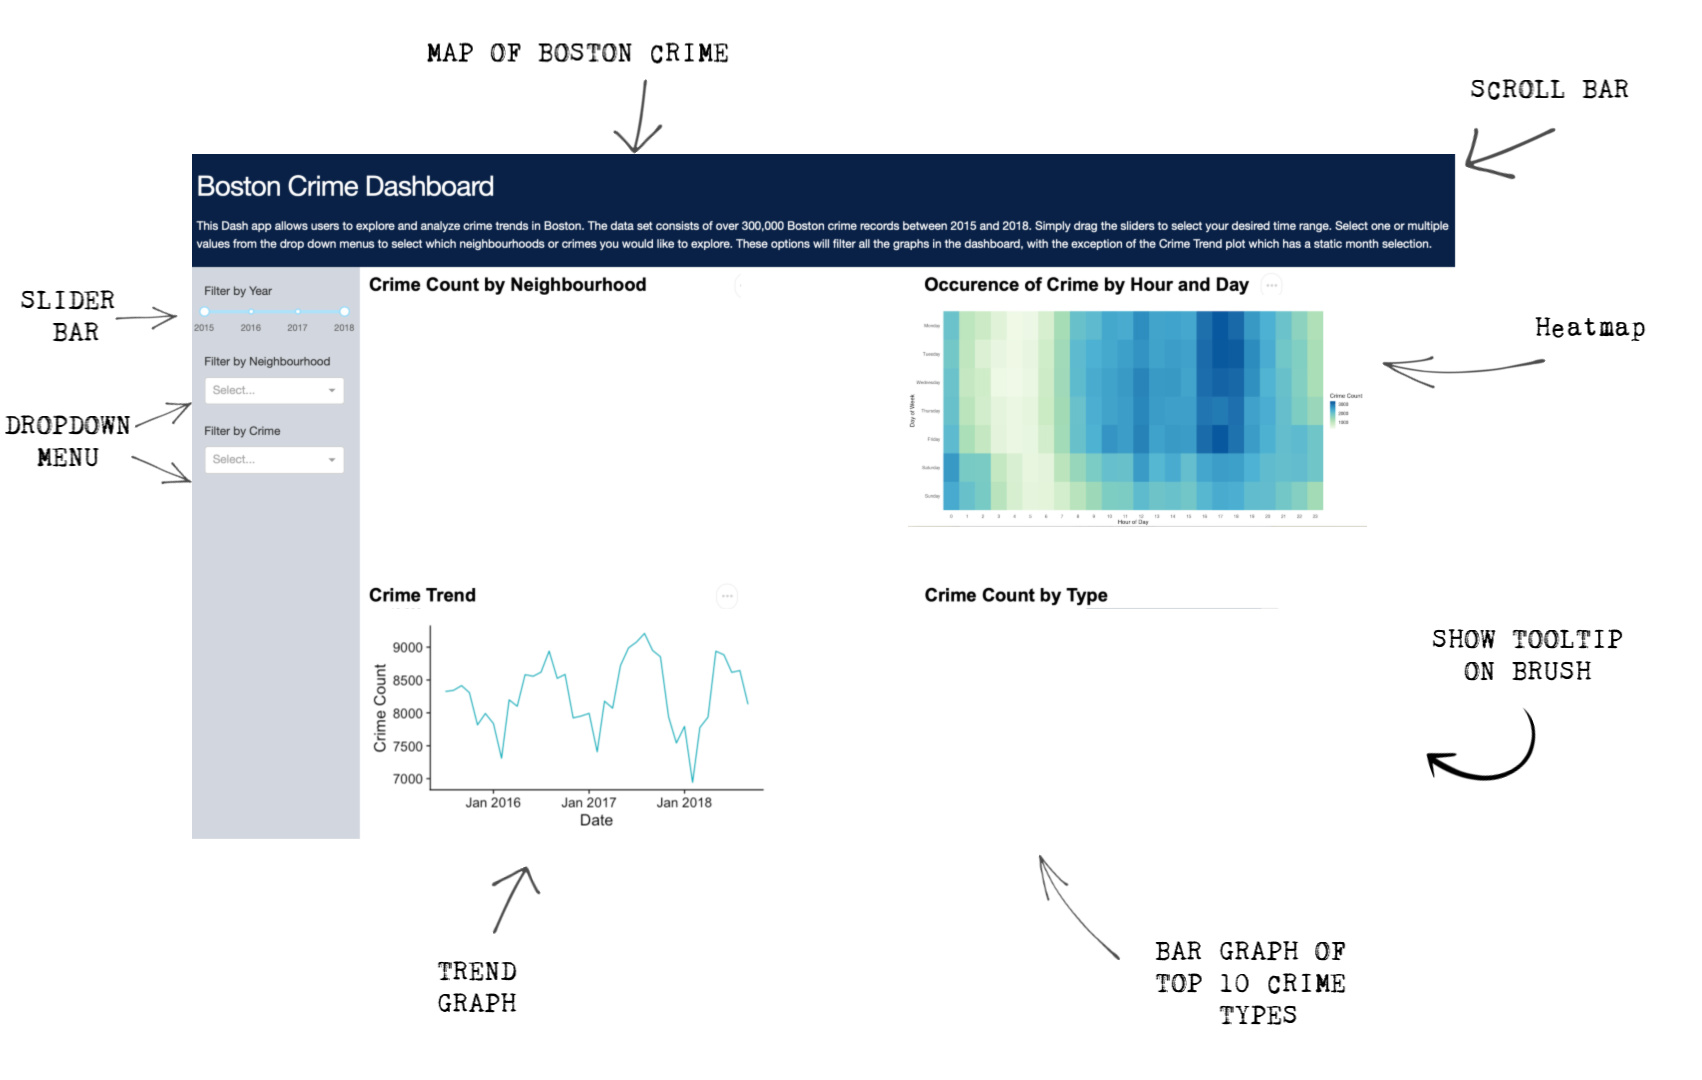 MAP OF BOSTON CRIME
SCROLL BAR
Boston Crime Dashboard
This Dash app allows users to explore and analyze crime trends in Boston. The data set consists of over 300,000 Boston crime records between 2015 and 2018. Simply drag the sliders to select your desired time range. Select one or multiple
values from the drop down menus to select which neighbourhoods or crimes you would like to explore. These options will filter all the graphs in the dashboard, with the exception of the Crime Trend plot which has a static month selection.
SLIDER
BAR
Filter by Year
2015 2016 2017 2018
Filter by Neighbourhood
Select...
DROPDOWN
MENU
Filter by Crime
Select...
Crime Count by Neighbourhood
Occurence of Crime by Hour and Day
Day of Week
Monday
Tuesday
Wednesday
Thursday
Friday
Saturday
Sunday
0 1 2 3 4 5 6 7 8 9 10 11 12 13 14 15 16 17 18 19 20 21 22 23
Hour of Day
Crime Count
3000
2000
1000
Heatmap
Crime Trend
Crime Count
9000
8500
8000
7500
7000
Jan 2016 Jan 2017 Jan 2018
Date
Crime Count by Type
SHOW TOOLTIP
ON BRUSH
TREND
GRAPH
BAR GRAPH OF
TOP 10 CRIME
TYPES